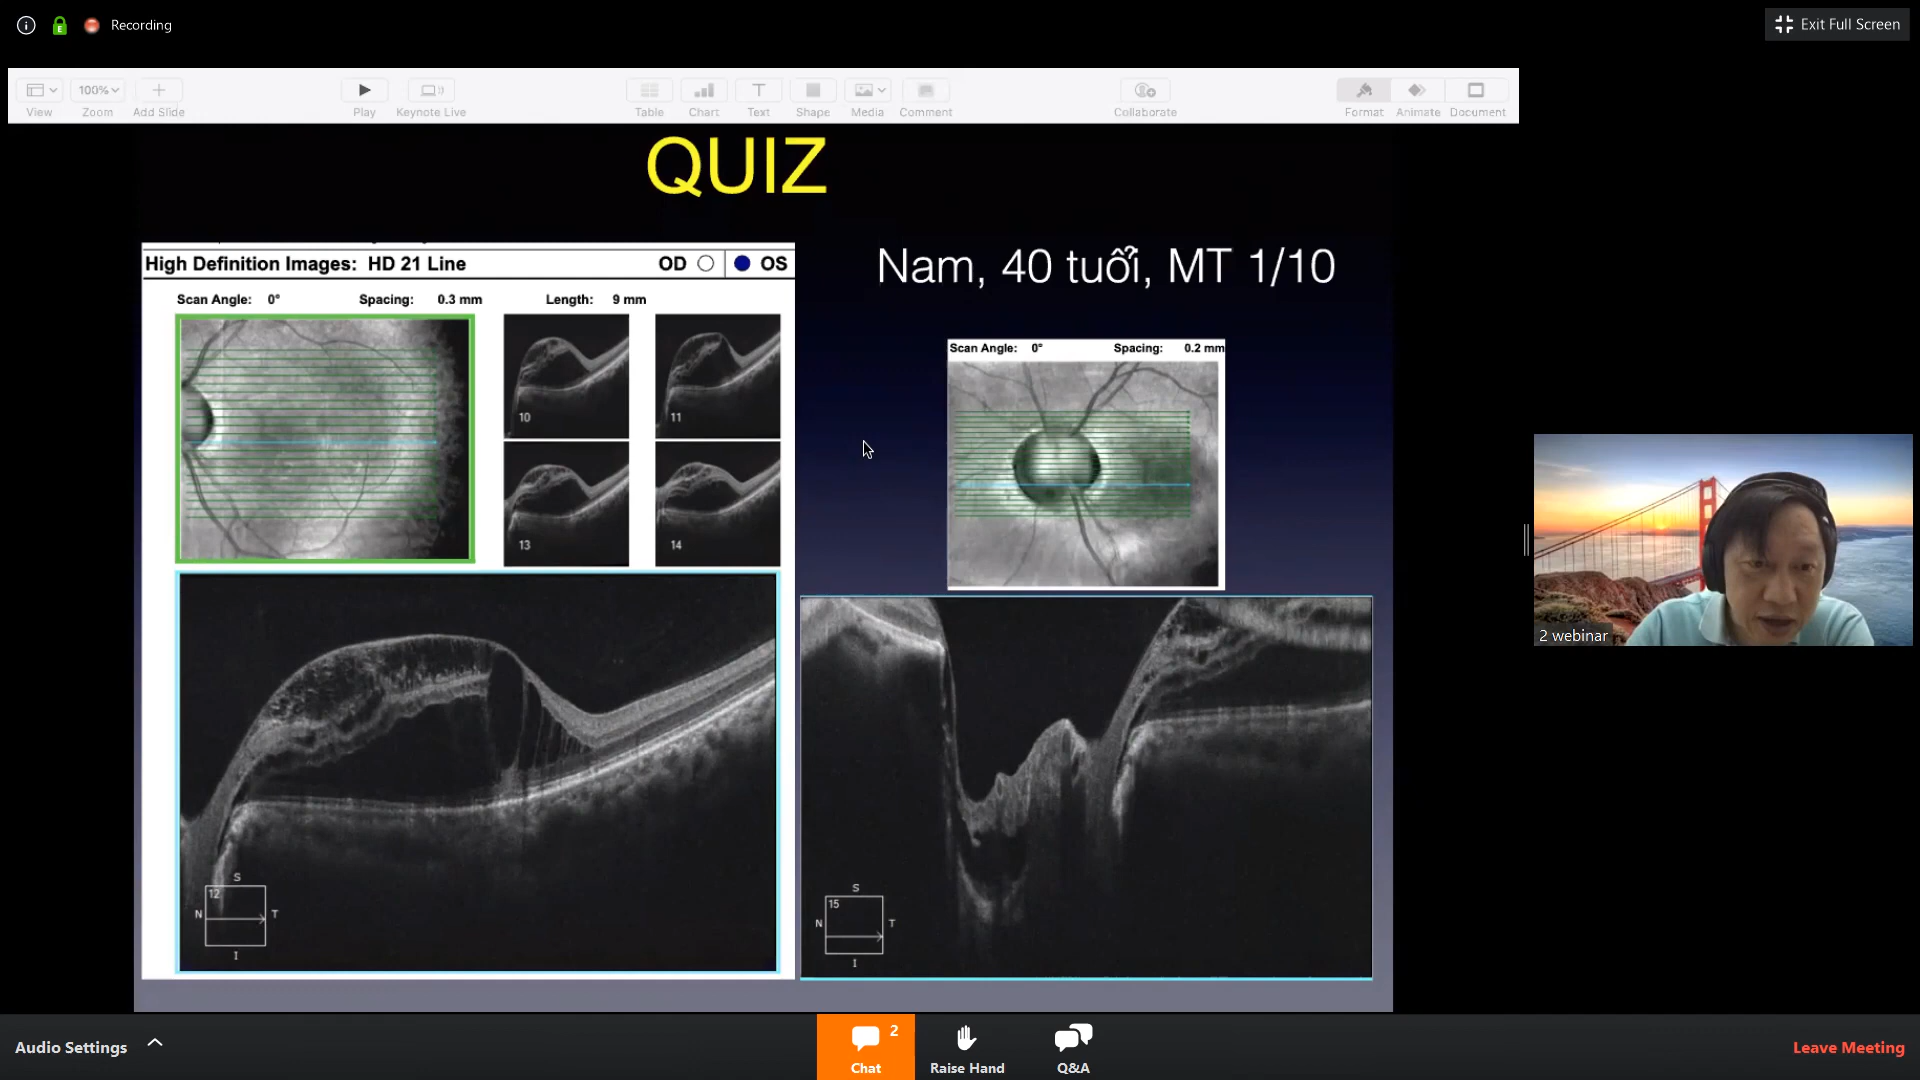 Recording
Exit Full Screen
View
100%
Zoom
Add Slide
Play
Keynote Live
Table
Chart
Text
Shape
Media
Comment
Collaborate
Format
Animate
Document
QUIZ
High Definition Images: HD 21 Line
OD
OS
Scan Angle: 0°
Spacing: 0.3 mm
Length: 9 mm
10
11
13
14
12
S
N
T
I
Nam, 40 tuổi, MT 1/10
Scan Angle: 0°
Spacing: 0.2 mm
15
S
N
T
I
2 webinar
Audio Settings
2
Chat
Raise Hand
Q&A
Leave Meeting